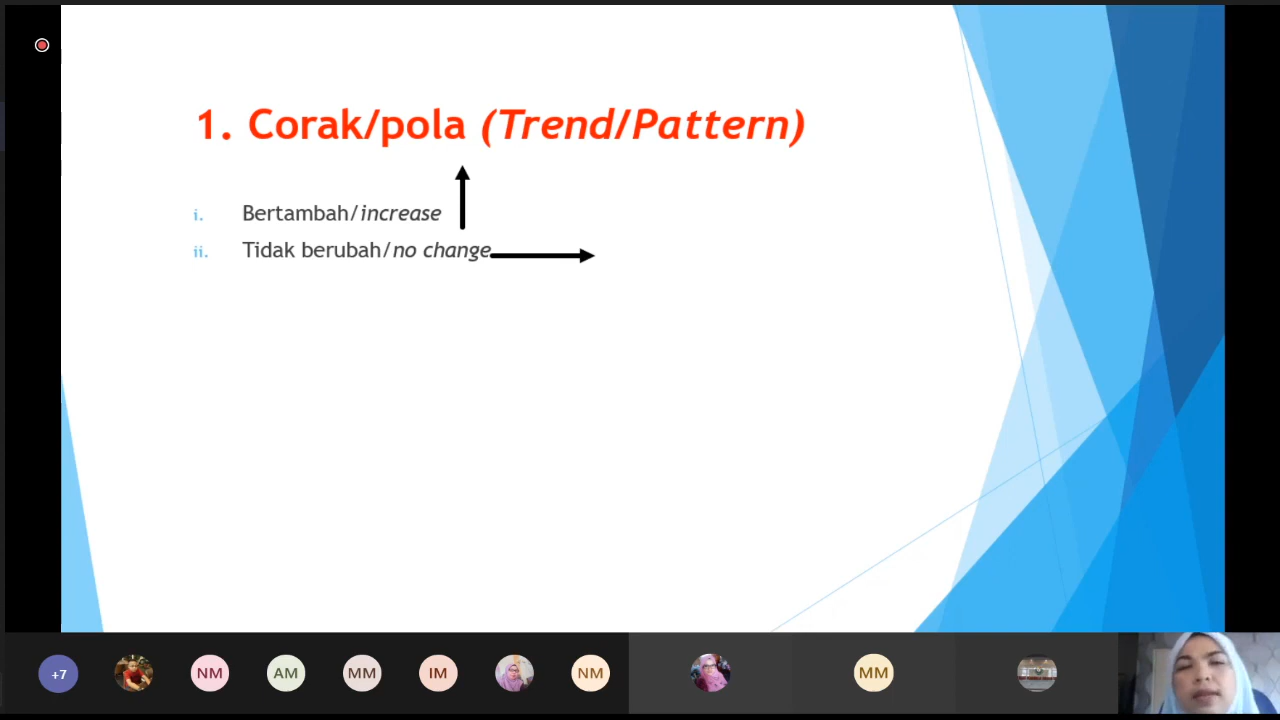 1. Corak/pola (Trend/Pattern)
i. Bertambah/increase
ii. Tidak berubah/no change
+7 NM AM MM IM NM MM